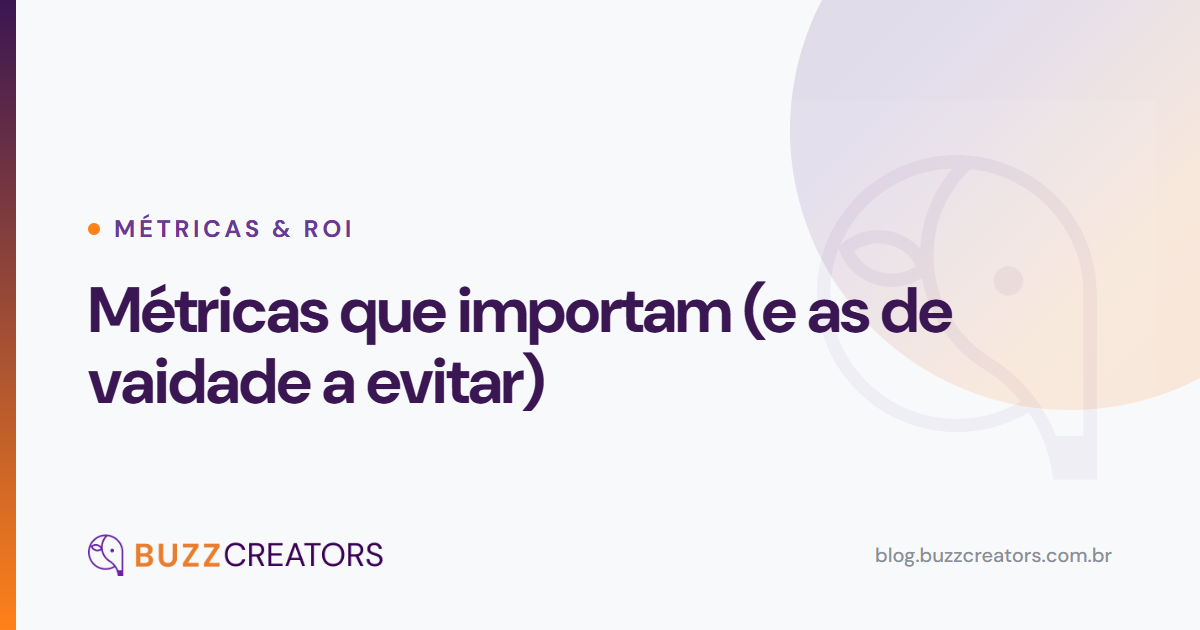 MÉTRICAS & ROI
Métricas que importam (e as de
vaidade a evitar)
BUZZCREATORS
blog.buzzcreators.com.br